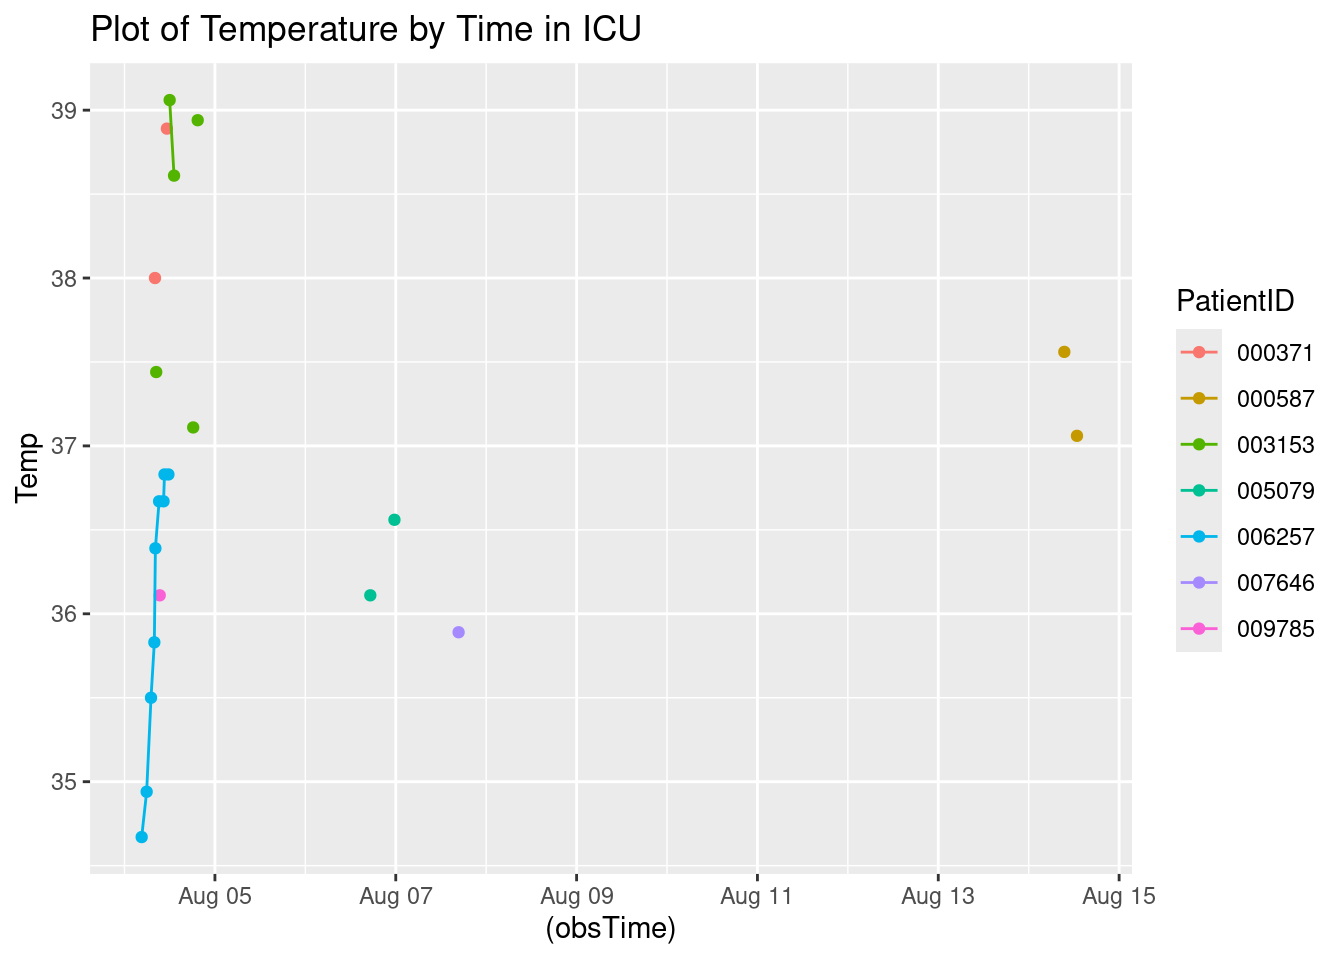 Plot of Temperature by Time in ICU
39
38
37
36
35
Temp
Aug 05 Aug 07 Aug 09 Aug 11 Aug 13 Aug 15
(obsTime)
PatientID
000371
000587
003153
005079
006257
007646
009785